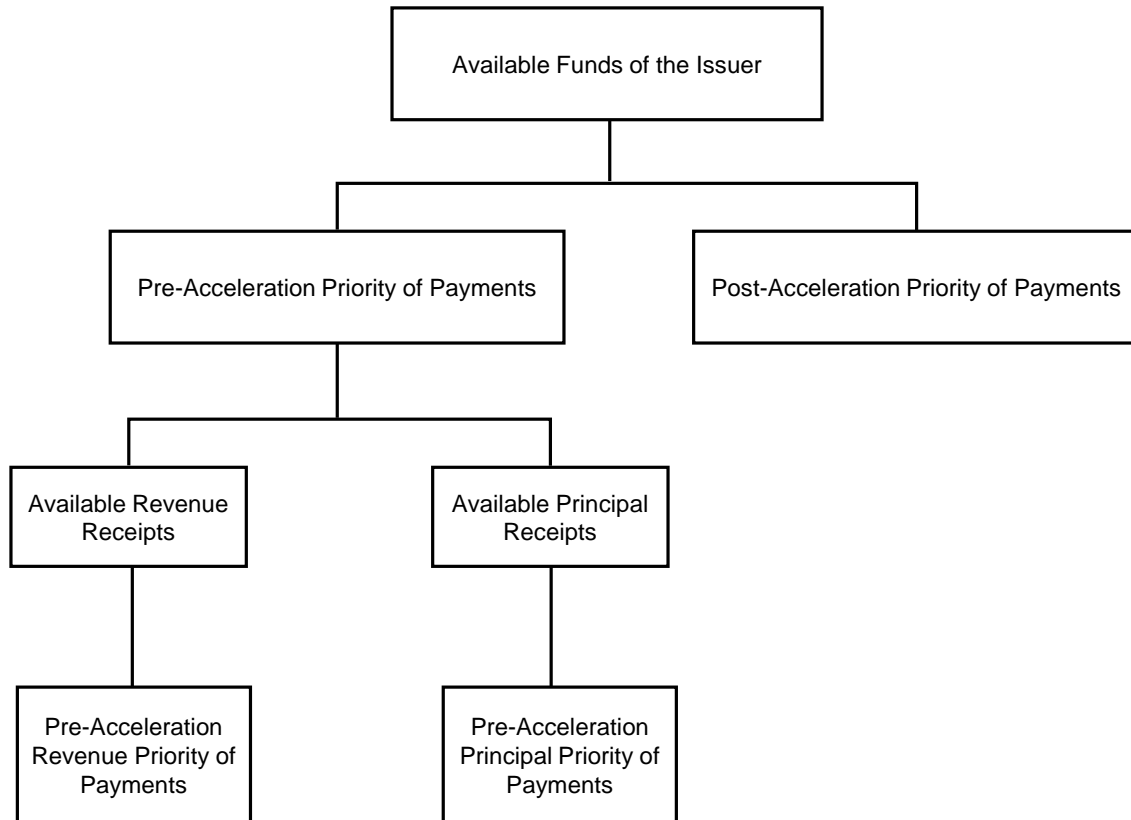 Available Funds of the Issuer
Pre-Acceleration Priority of Payments
Post-Acceleration Priority of Payments
Available Revenue
Receipts
Available Principal
Receipts
Pre-Acceleration
Revenue Priority of
Payments
Pre-Acceleration
Principal Priority of
Payments